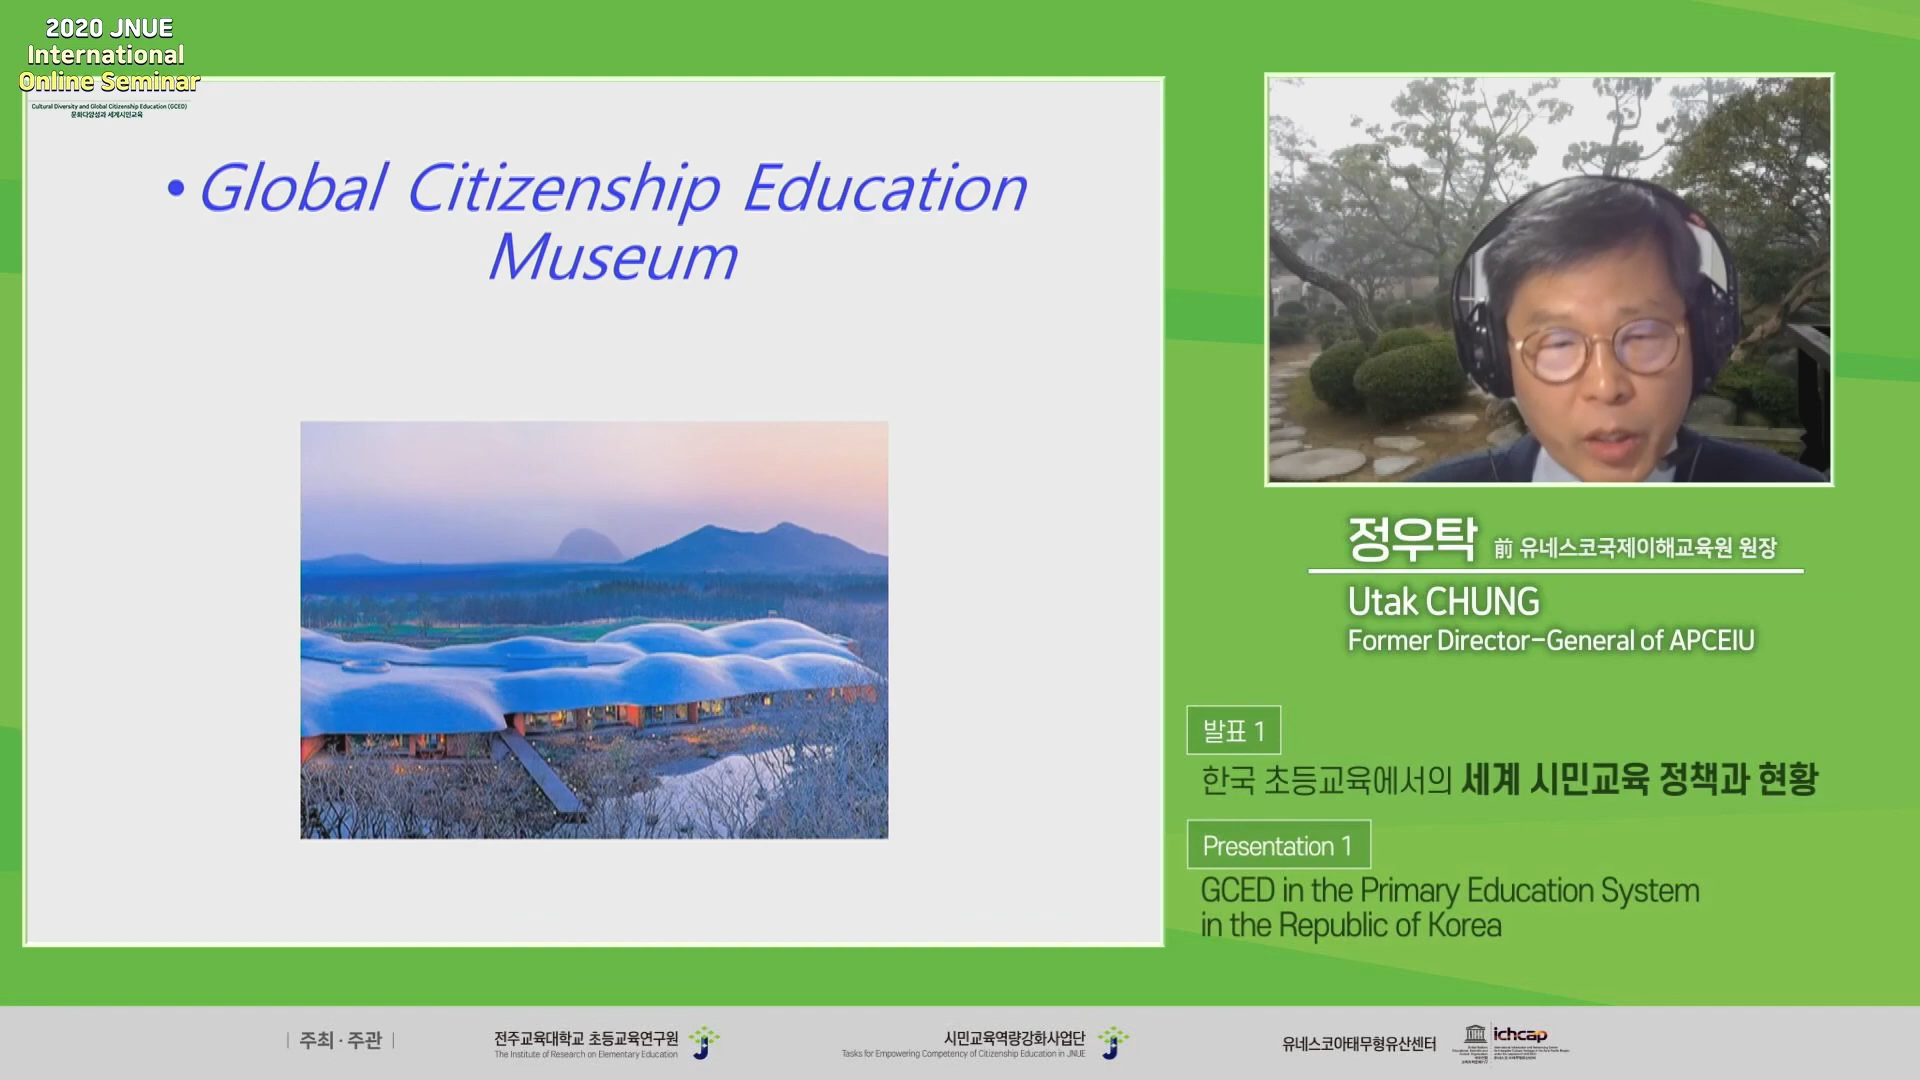 2020 JNUE
International
Online Seminar
Cultural Diversity and Global Citizenship Education (GCED)
문화다양성과 세계시민교육
• Global Citizenship Education
Museum
정우탁 前 유네스코국제이해교육원 원장
Utak CHUNG
Former Director-General of APCEIU
발표 1
한국 초등교육에서의 세계 시민교육 정책과 현황
Presentation 1
GCED in the Primary Education System
in the Republic of Korea
| 주최 · 주관 |
전주교육대학교 초등교육연구원
The Institute of Research on Elementary Education
시민교육역량강화사업단
Tasks for Empowering Competency of Citizenship Education in JNUE
유네스코아태무형유산센터
ichcap